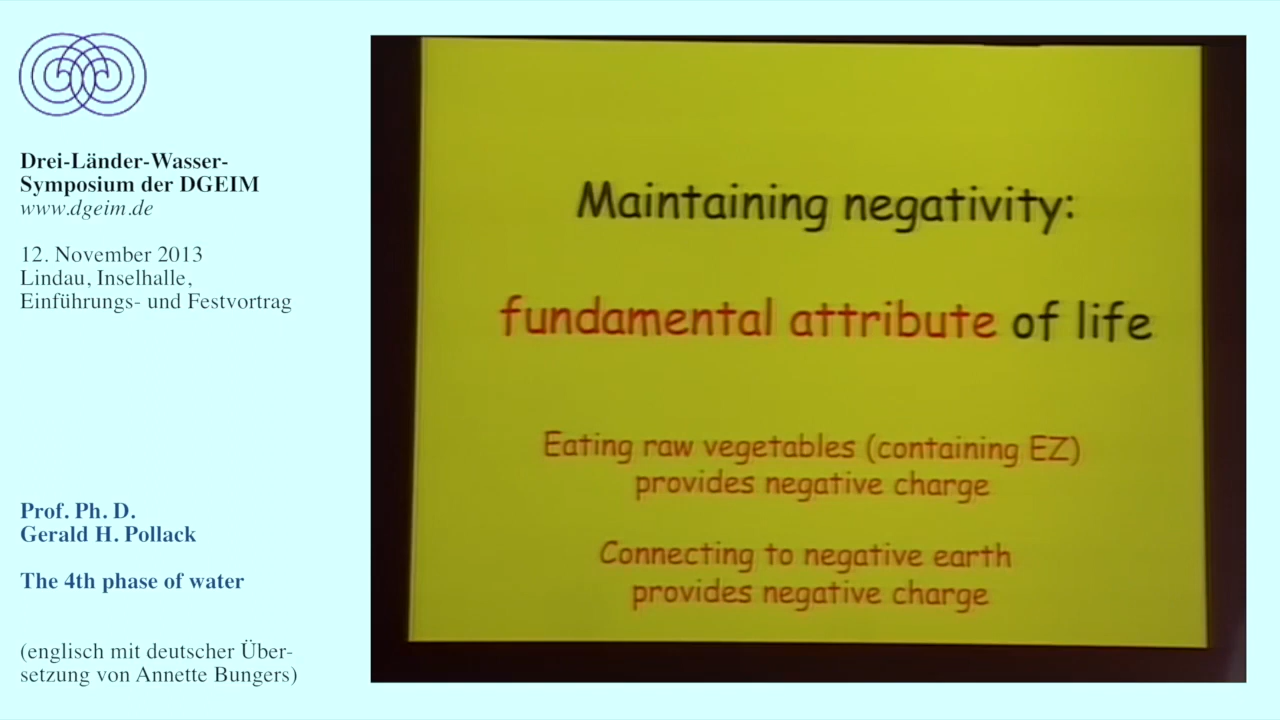 Drei-Länder-Wasser-
Symposium der DGEIM
www.dgeim.de
12. November 2013
Lindau, Inselhalle,
Einführungs- und Festvortrag
Prof. Ph. D.
Gerald H. Pollack
The 4th phase of water
(englisch mit deutscher Über-
setzung von Annette Bungers)
Maintaining negativity:
fundamental attribute of life
Eating raw vegetables (containing EZ)
provides negative charge
Connecting to negative earth
provides negative charge